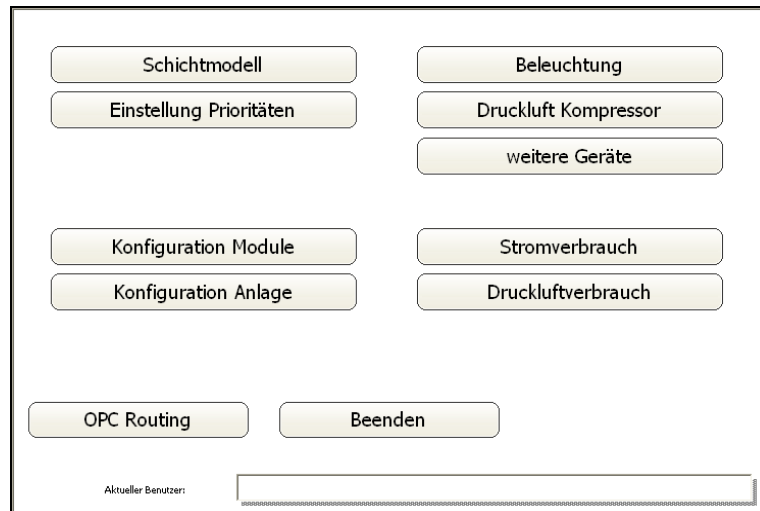 Schichtmodell
Beleuchtung
Einstellung Prioritäten
Druckluft Kompressor
weitere Geräte
Konfiguration Module
Stromverbrauch
Konfiguration Anlage
Druckluftverbrauch
OPC Routing
Beenden
Aktueller Benutzer: